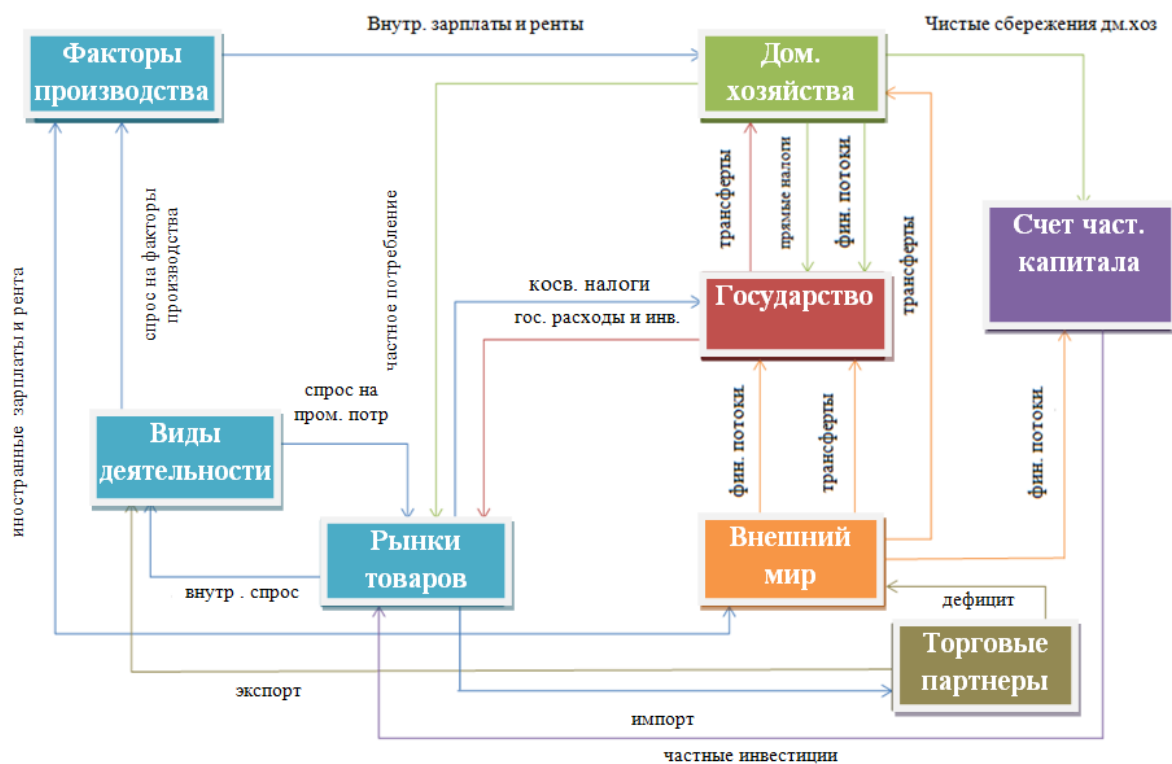 Внутр. зарплаты и ренты
Чистые сбережения дм.хоз
Факторы
производства
Дом.
хозяйства
трансферты
прямые налоги
фин. потоки.
трансферты
Счет част.
капитала
спрос на факторы
производства
частное потребление
иностранные зарплаты и рента
косв. налоги
Государство
гос. расходы и инв.
спрос на
пром. потр
Виды
деятельности
фин. потоки.
трансферты
фин. потоки.
Рынки
товаров
Внешний
мир
внутр . спрос
дефицит
Торговые
партнеры
экспорт
импорт
частные инвестиции